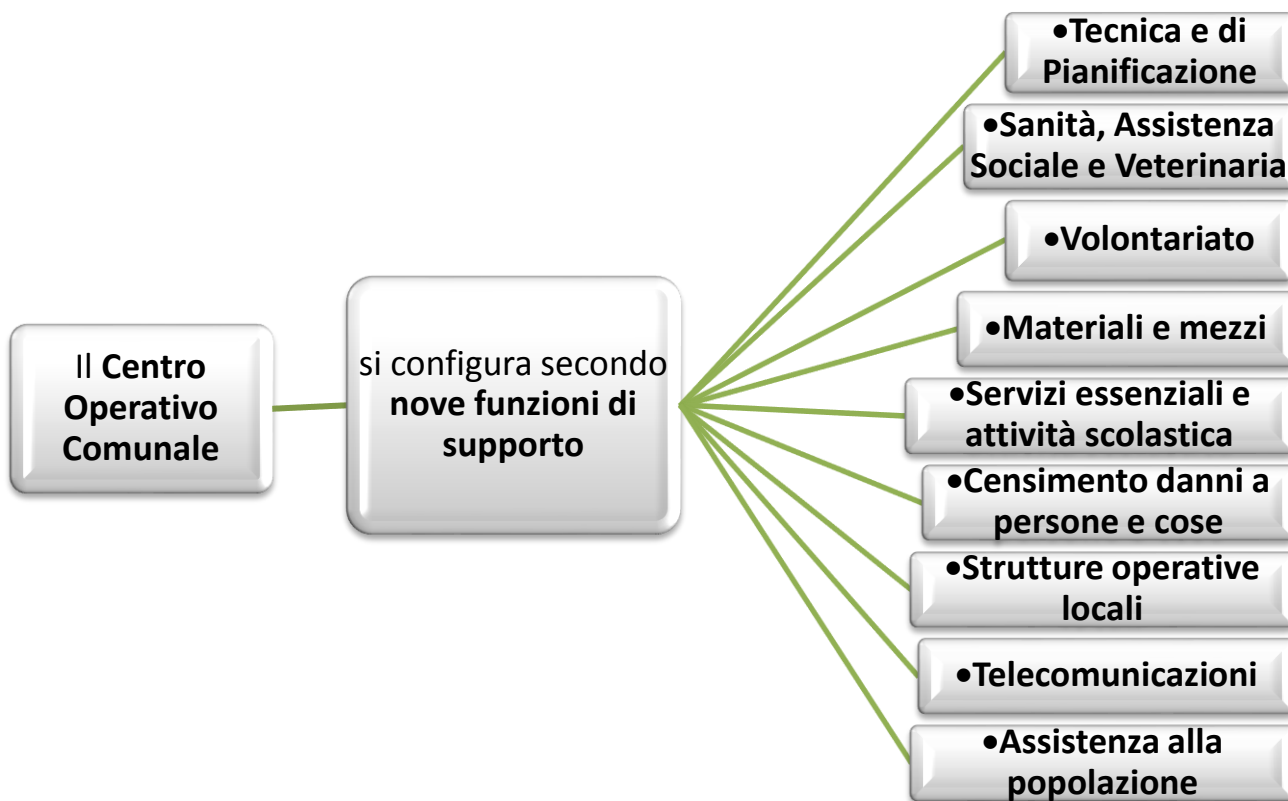 Il Centro
Operativo
Comunale
si configura secondo
nove funzioni di
supporto
•Tecnica e di
Pianificazione
•Sanità, Assistenza
Sociale e Veterinaria
•Volontariato
•Materiali e mezzi
•Servizi essenziali e
attività scolastica
•Censimento danni a
persone e cose
•Strutture operative
locali
•Telecomunicazioni
•Assistenza alla
popolazione